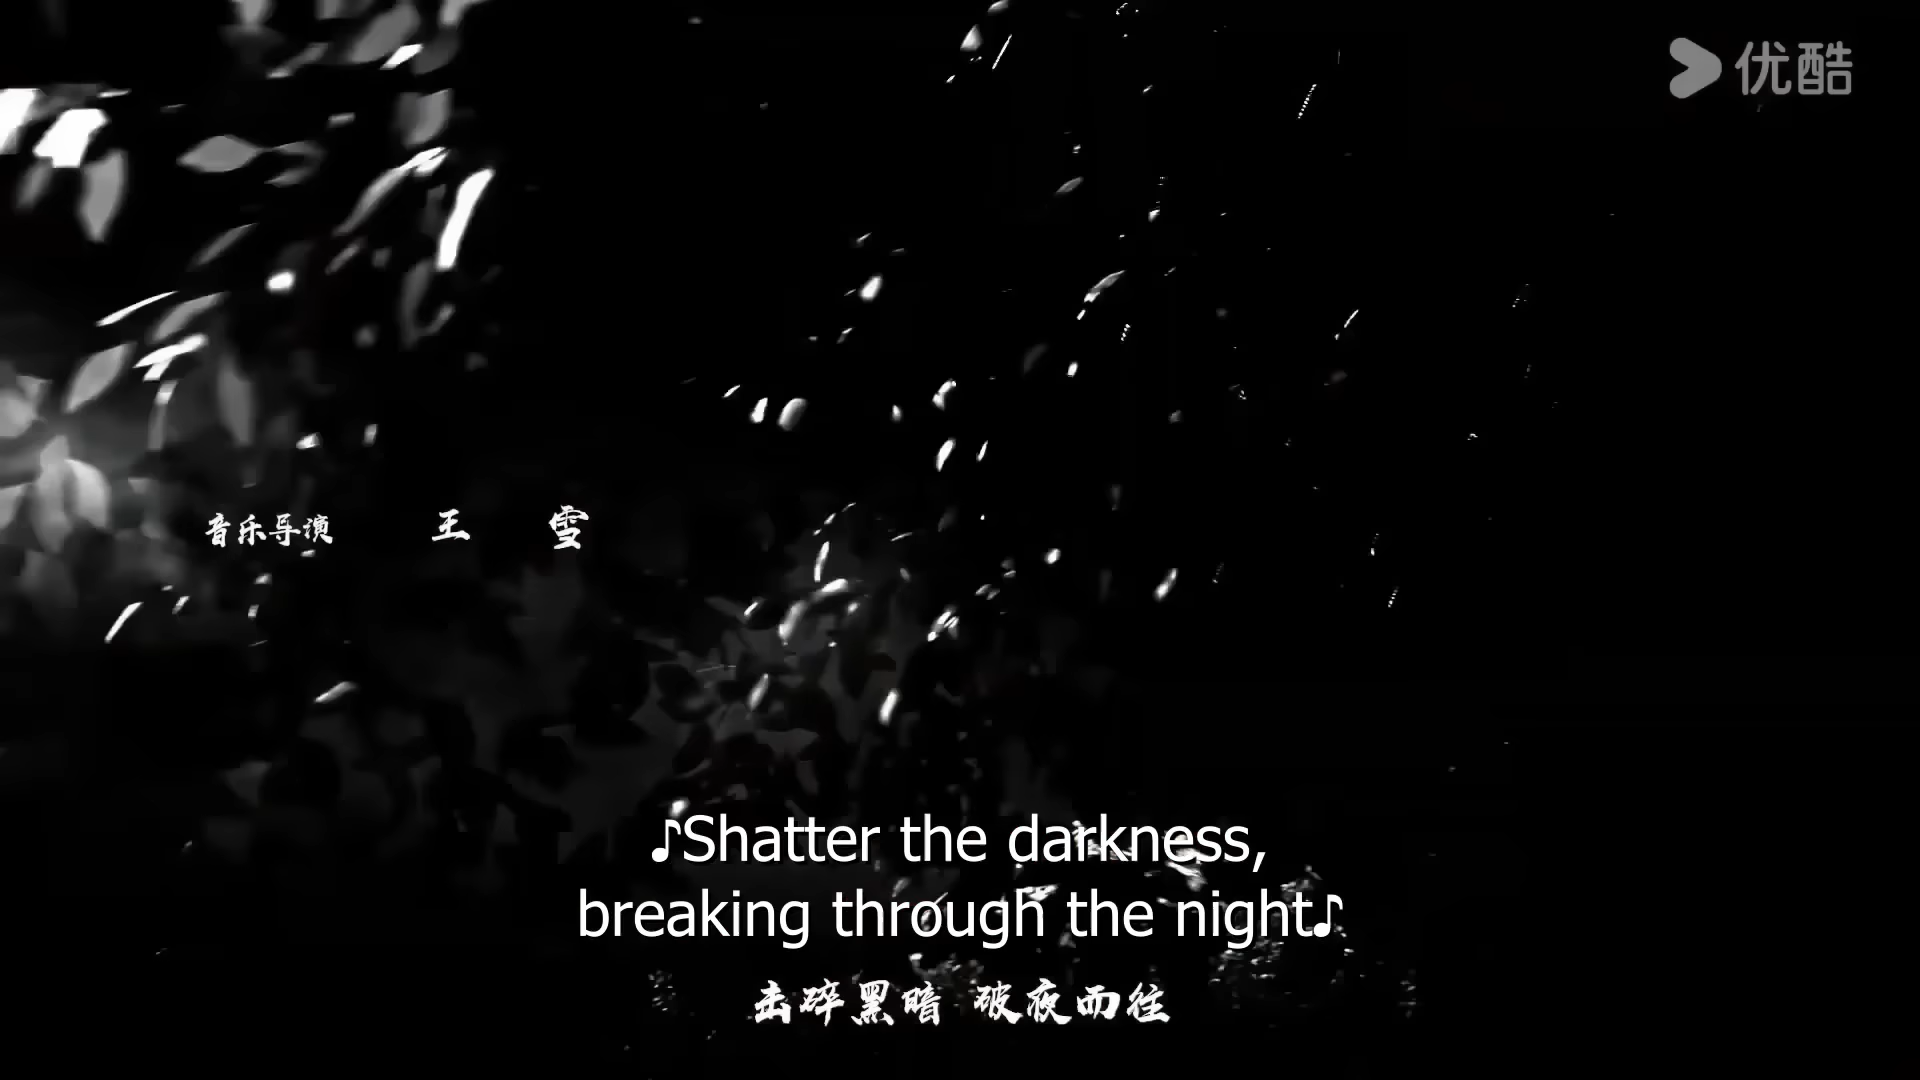 优酷
音乐导演 王 雪
♪Shatter the darkness,
breaking through the night♪
击碎黑暗 破夜而往